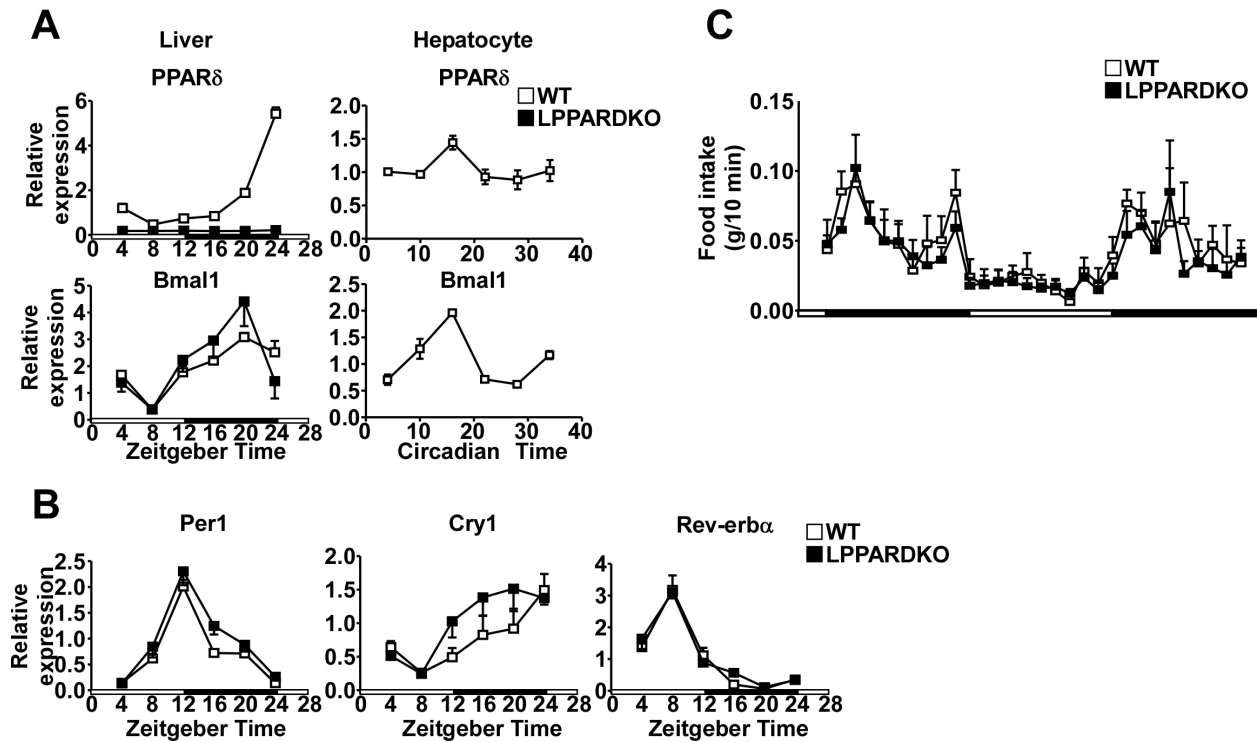 A
Liver
PPARδ
Relative
expression
6
4
2
0
0 4 8 12 16 20 24 28
Hepatocyte
PPARδ
WT
LPPARDKO
2.0
1.5
1.0
0.5
0.0
0 10 20 30 40
Bmal1
Relative
expression
5
4
3
2
1
0
0 4 8 12 16 20 24 28
Zeitgeber Time
Bmal1
2.5
2.0
1.5
1.0
0.5
0.0
0 10 20 30 40
Circadian Time
B
Per1
Relative
expression
2.5
2.0
1.5
1.0
0.5
0.0
0 4 8 12 16 20 24 28
Zeitgeber Time
Cry1
2.0
1.5
1.0
0.5
0.0
0 4 8 12 16 20 24 28
Zeitgeber Time
Rev-erbα
WT
LPPARDKO
4
3
2
1
0
0 4 8 12 16 20 24 28
Zeitgeber Time
C
WT
LPPARDKO
Food intake
(g/10 min)
0.15
0.10
0.05
0.00